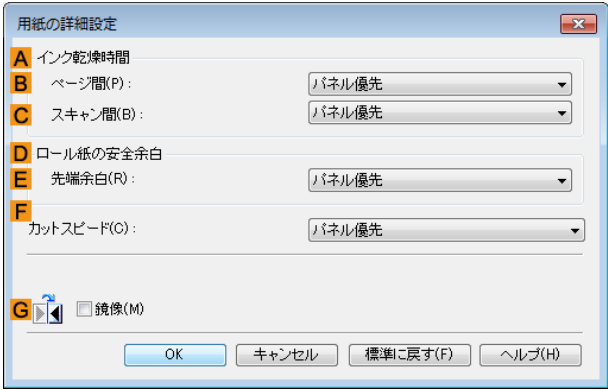 用紙の詳細設定
A インク乾燥時間
B ページ間(P): パネル優先
C スキャン間(B): パネル優先
D ロール紙の安全余白
E 先端余白(R): パネル優先
F
カットスピード(C): パネル優先
G 鏡像(M)
OK キャンセル 標準に戻す(F) ヘルプ(H)